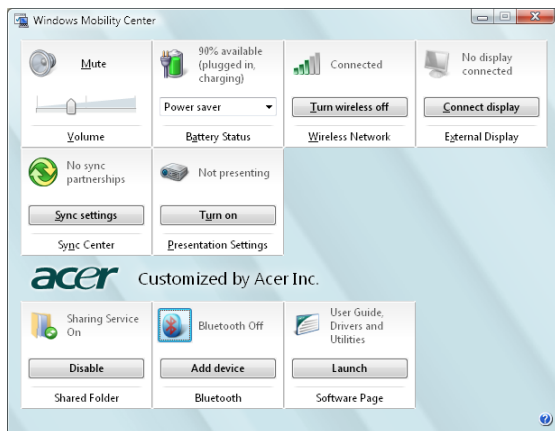 Windows Mobility Center
Mute
Volume
90% available
(plugged in,
charging)
Power saver
Battery Status
Connected
Turn wireless off
Wireless Network
No display
connected
Connect display
External Display
No sync
partnerships
Sync settings
Sync Center
Not presenting
Turn on
Presentation Settings
acer Customized by Acer Inc.
Sharing Service
On
Disable
Shared Folder
Bluetooth Off
Add device
Bluetooth
User Guide,
Drivers and
Utilities
Launch
Software Page